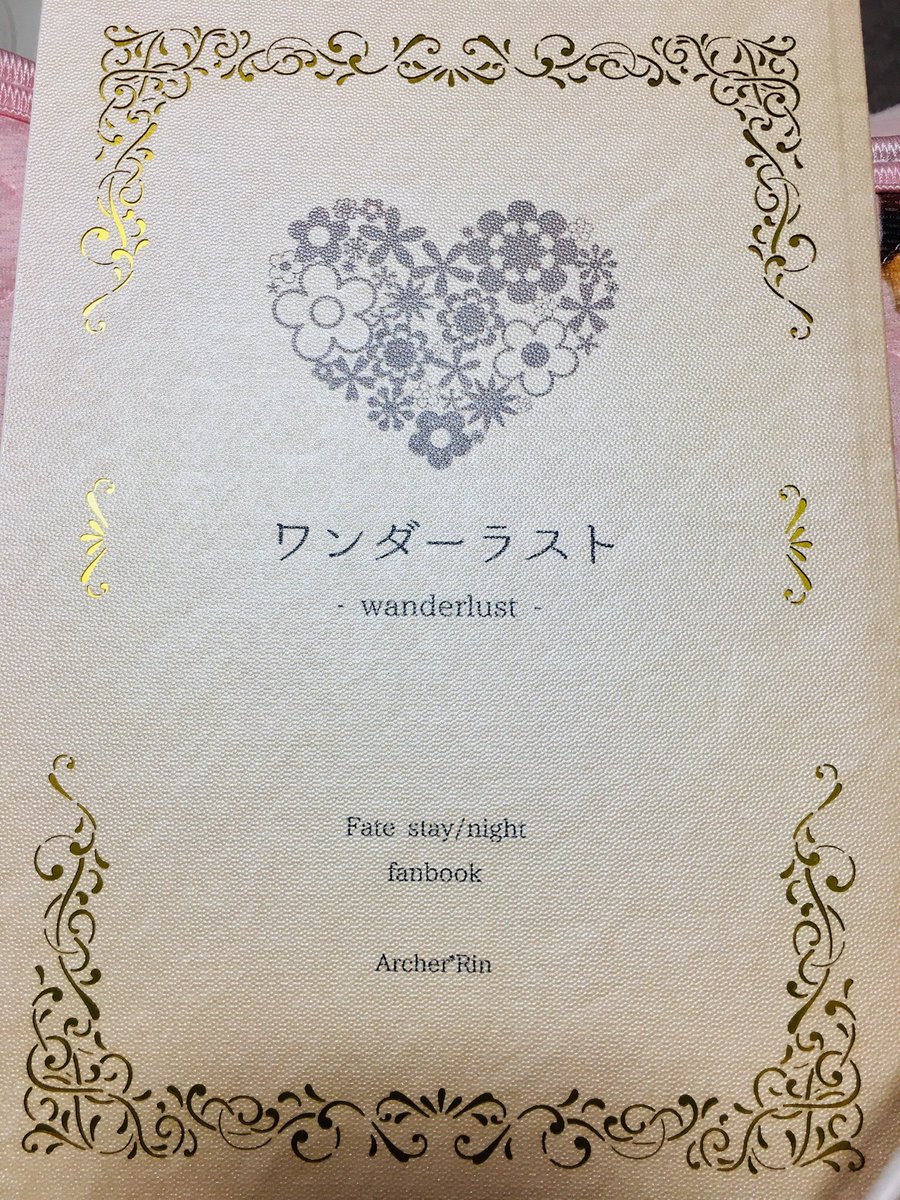 ワンダーラスト
- wanderlust -
Fate stay/night
fanbook
Archer*Rin